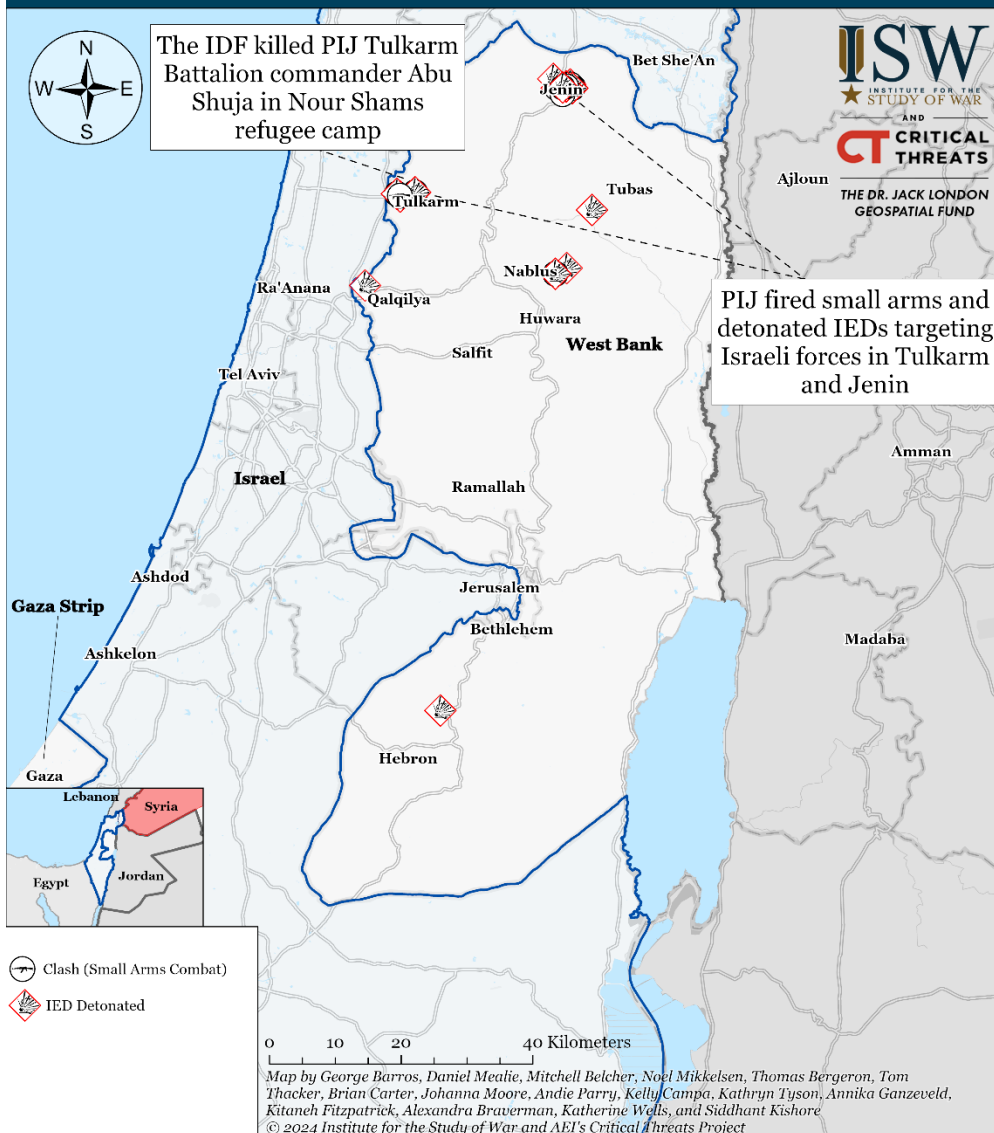 N
W
E
S
The IDF killed PIJ Tulkarm
Battalion commander Abu
Shuja in Nour Shams
refugee camp
Bet She'An
ISW
INSTITUTE FOR THE
STUDY OF WAR
AND
CT CRITICAL
THREATS
THE DR. JACK LONDON
GEOSPATIAL FUND
Jenin
Ajloun
Tubas
Tulkarm
Nablus
Ra'Anana
Qalqilya
Huwara
PIJ fired small arms and
detonated IEDs targeting
Israeli forces in Tulkarm
and Jenin
West Bank
Salfit
Tel Aviv
Amman
Israel
Ramallah
Ashdod
Jerusalem
Gaza Strip
Bethlehem
Madaba
Ashkelon
Hebron
Gaza
Lebanon
Syria
Egypt
Jordan
Clash (Small Arms Combat)
IED Detonated
0 10 20 40 Kilometers
Map by George Barros, Daniel Mealie, Mitchell Belcher, Noel Mikkelsen, Thomas Bergeron, Tom
Thacker, Brian Carter, Johanna Moore, Andie Parry, Kelly Campa, Kathryn Tyson, Annika Ganzeveld,
Kitaneh Fitzpatrick, Alexandra Braverman, Katherine Wells, and Siddhant Kishore
© 2024 Institute for the Study of War and AEI's Critical Threats Project